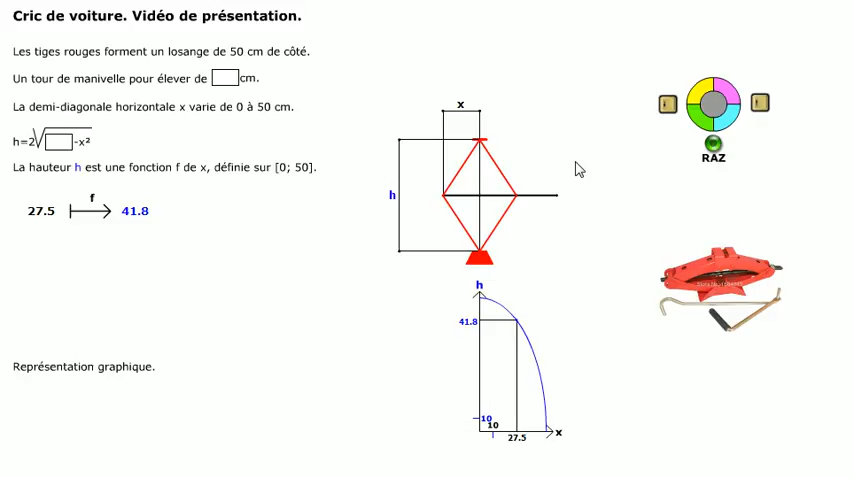 Cric de voiture. Vidéo de présentation.
Les tiges rouges forment un losange de 50 cm de côté.
Un tour de manivelle pour élever de cm.
La demi-diagonale horizontale x varie de 0 à 50 cm.
h=2√ -x²
La hauteur h est une fonction f de x, définie sur [0; 50].
f
27.5 41.8
Représentation graphique.
x
h
h
41.8
10
10
27.5
x
RAZ